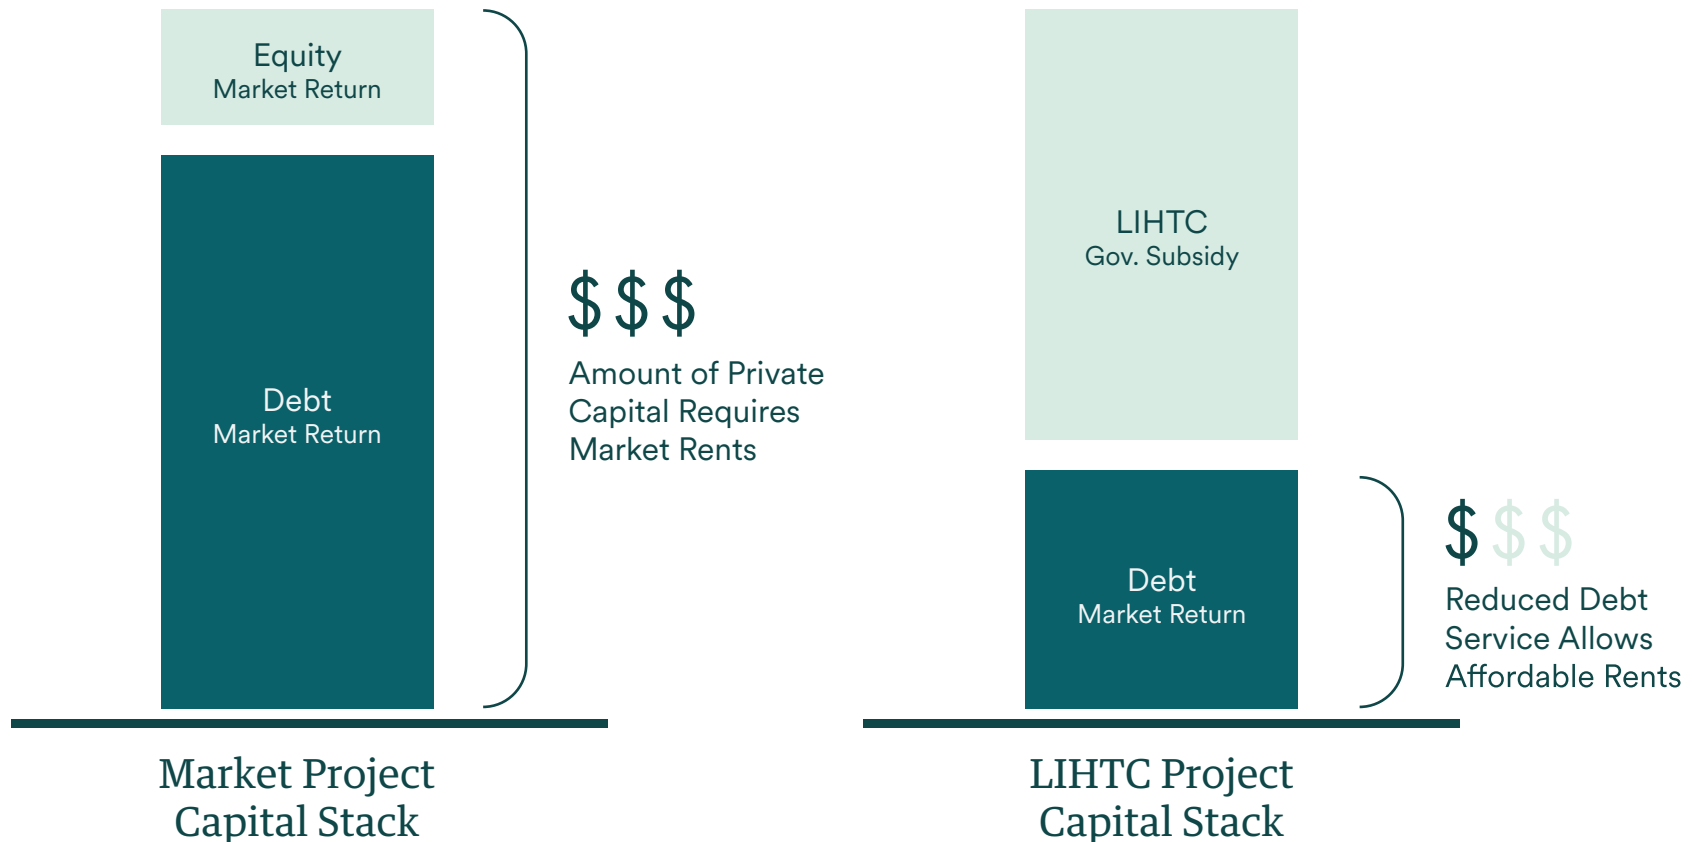 Equity
Market Return
Debt
Market Return
$$$
Amount of Private
Capital Requires
Market Rents
Market Project
Capital Stack
LIHTC
Gov. Subsidy
Debt
Market Return
$$$
Reduced Debt
Service Allows
Affordable Rents
LIHTC Project
Capital Stack